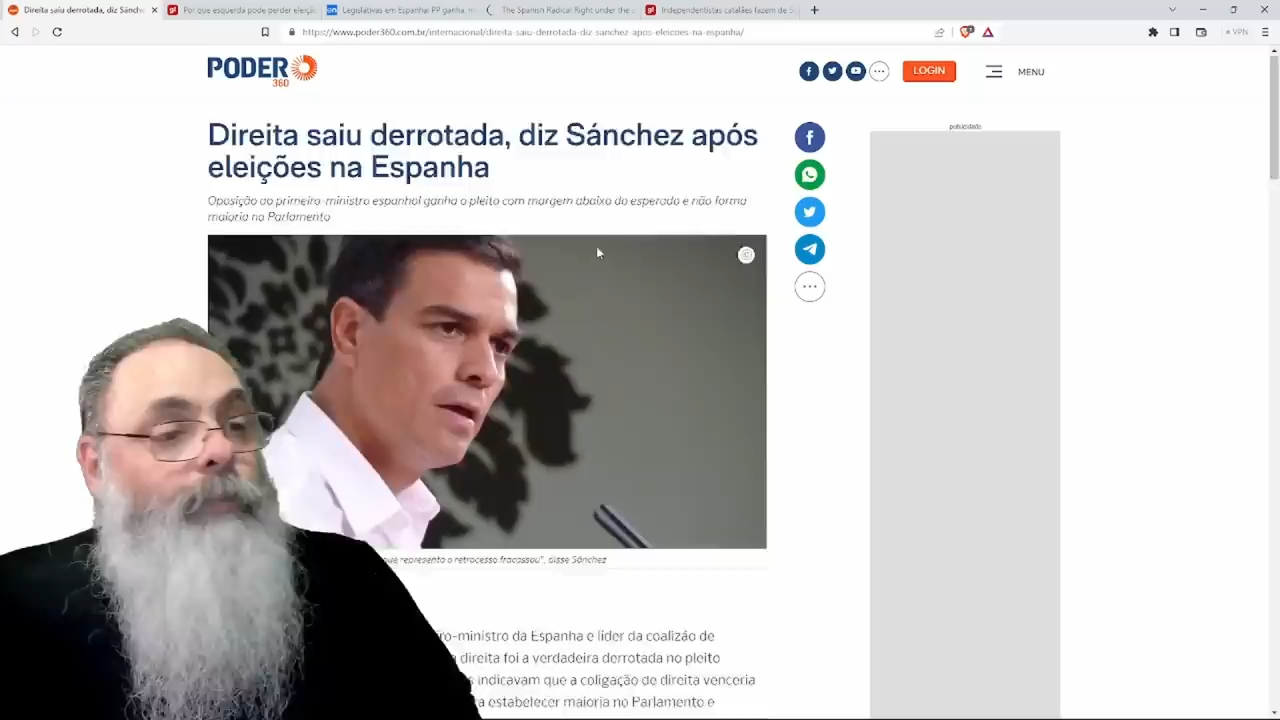 Direita saiu derrotada, diz Sánche
Por que esquerda pode perder eleiçã
Legislativas em Espanha: PP ganha, m
The Spanish Radical Right under the
Independentistas catalães fazem de S
https://www.poder360.com.br/internacional/direita-saiu-derrotada-diz-sanchez-apos-eleicoes-na-espanha/
VPN
PODER
360
LOGIN
MENU
Direita saiu derrotada, diz Sánchez após
eleições na Espanha
publicidade
Oposição ao primeiro-ministro espanhol ganha o pleito com margem abaixo do esperado e não forma
maioria no Parlamento
que representa o retrocesso fracassou", disse Sánchez
ro-ministro da Espanha e líder da coalizão de
a direita foi a verdadeira derrotada no pleito
s indicavam que a coligação de direita venceria
ra estabelecer maioria no Parlamento e